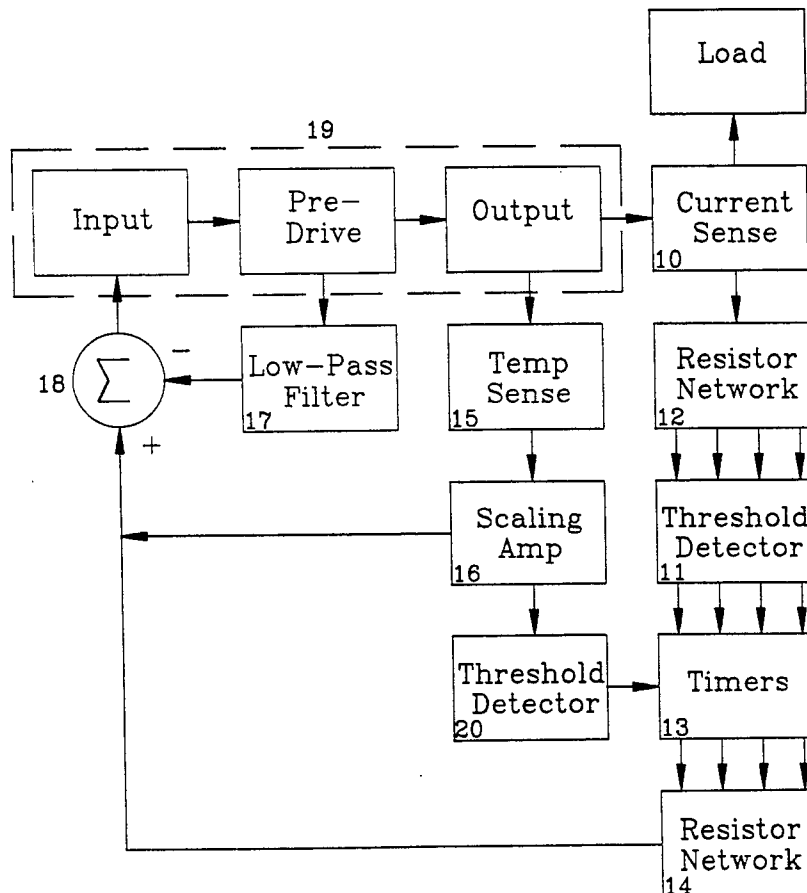 Load
19
Input
Pre-
Drive
Output
Current
Sense
10
18
Σ
-
+
Low-Pass
Filter
17
Temp
Sense
15
Resistor
Network
12
Scaling
Amp
16
Threshold
Detector
11
Threshold
Detector
20
Timers
13
Resistor
Network
14